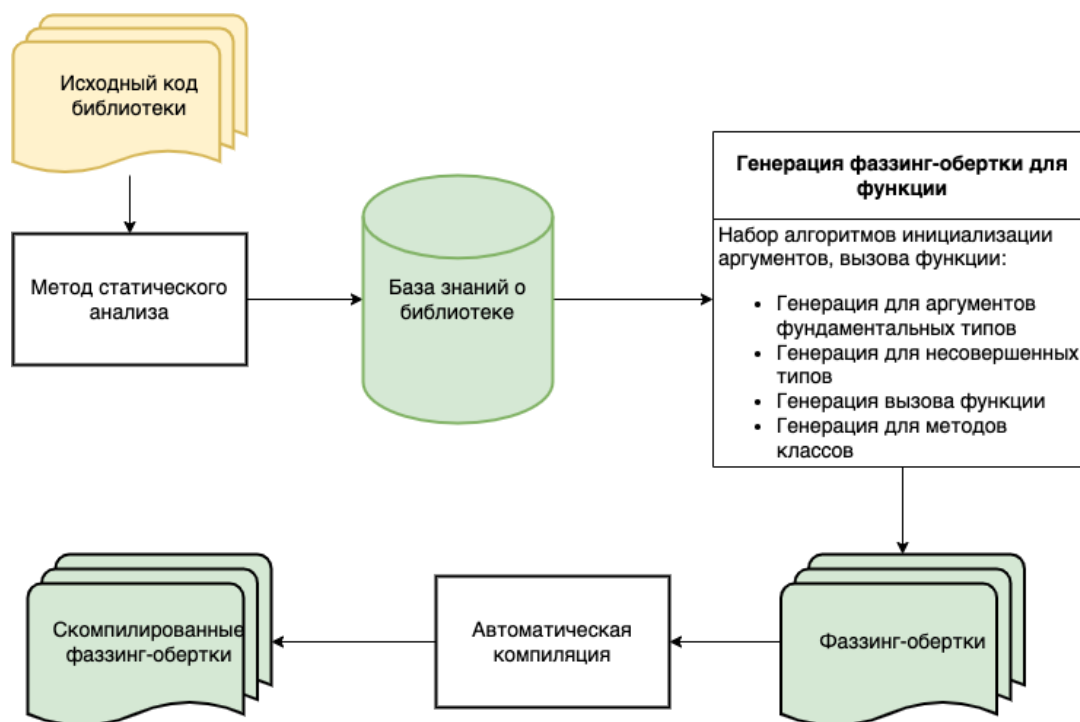 Исходный код
библиотеки
Метод статического
анализа
База знаний о
библиотеке
Генерация фаззинг-обертки для
функции
Набор алгоритмов инициализации
аргументов, вызова функции:
• Генерация для аргументов
фундаментальных типов
• Генерация для несовершенных
типов
• Генерация вызова функции
• Генерация для методов
классов
Фаззинг-обертки
Автоматическая
компиляция
Скомпилированные
фаззинг-обертки